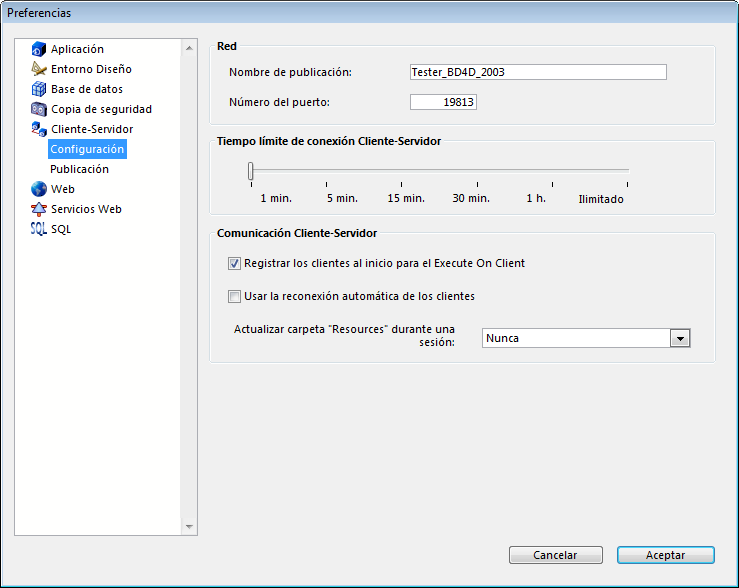 Preferencias
Aplicación
Entorno Diseño
Base de datos
Copia de seguridad
Cliente-Servidor
Configuración
Publicación
Web
Servicios Web
SQL SQL
Red
Nombre de publicación: Tester_BD4D_2003
Número del puerto: 19813
Tiempo límite de conexión Cliente-Servidor
1 min. 5 min. 15 min. 30 min. 1 h. Ilimitado
Comunicación Cliente-Servidor
Registrar los clientes al inicio para el Execute On Client
Usar la reconexión automática de los clientes
Actualizar carpeta "Resources" durante una
sesión: Nunca
Cancelar Aceptar